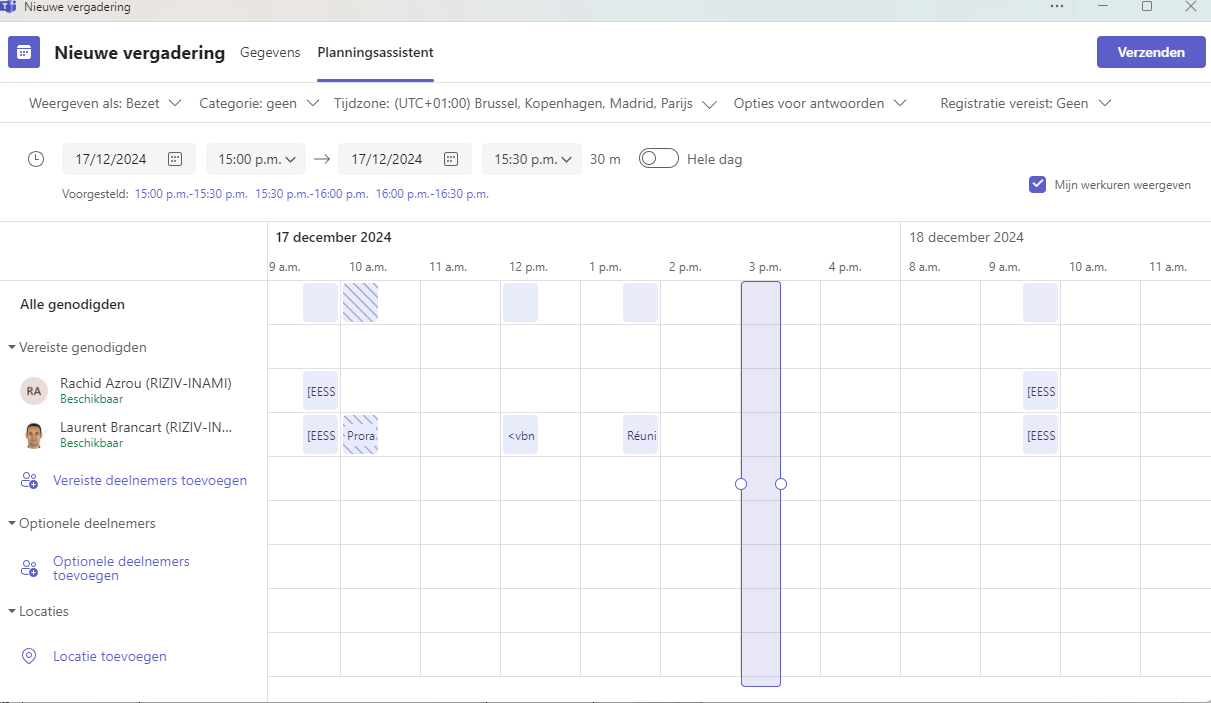 Nieuwe vergadering
Nieuwe vergadering Gegevens Planningsassistent Verzenden
Weergeven als: Bezet Categorie: geen Tijdzone: (UTC+01:00) Brussel, Kopenhagen, Madrid, Parijs Opties voor antwoorden Registratie vereist: Geen
17/12/2024 15:00 p.m. 17/12/2024 15:30 p.m. 30 m Hele dag
Voorgesteld: 15:00 p.m.-15:30 p.m. 15:30 p.m.-16:00 p.m. 16:00 p.m.-16:30 p.m.
Mijn werkuren weergeven
17 december 2024 18 december 2024
9 a.m. 10 a.m. 11 a.m. 12 p.m. 1 p.m. 2 p.m. 3 p.m. 4 p.m. 8 a.m. 9 a.m. 10 a.m. 11 a.m.
Alle genodigden
Vereiste genodigden
RA Rachid Azrou (RIZIV-INAMI) [EESS [EESS
Beschikbaar
Laurent Brancart (RIZIV-IN... [EESS Prora <vbn Réuni [EESS
Beschikbaar
Vereiste deelnemers toevoegen
Optionele deelnemers
Optionele deelnemers
toevoegen
Locaties
Locatie toevoegen